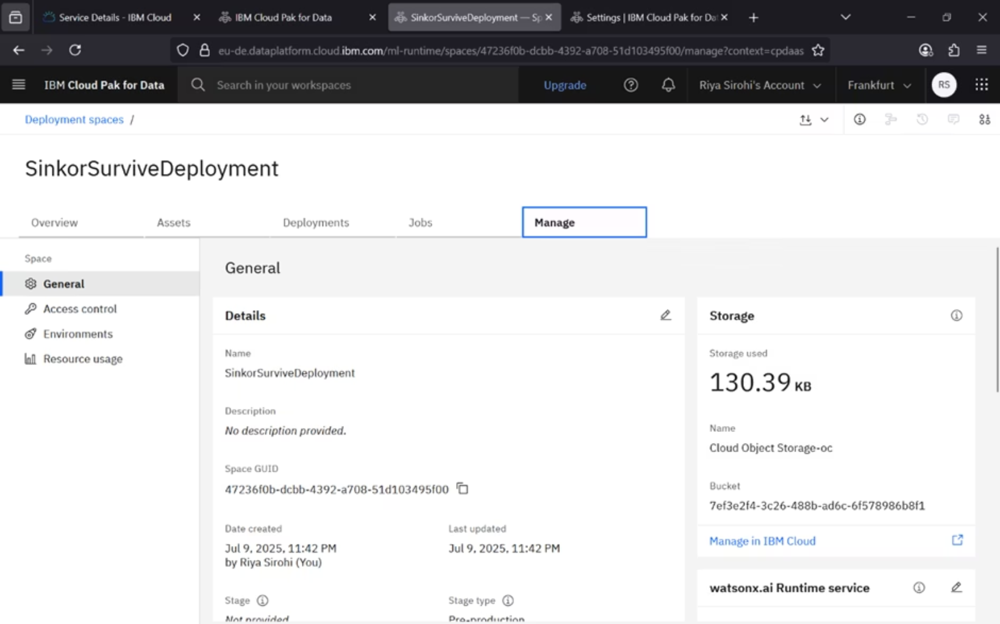 Service Details - IBM Cloud
IBM Cloud Pak for Data
SinkorSurviveDeployment — Sp
Settings | IBM Cloud Pak for Da
eu-de.dataplatform.cloud.ibm.com/ml-runtime/spaces/47236f0b-dcbb-4392-a708-51d103495f00/manage?context=cpdaas
IBM Cloud Pak for Data
Search in your workspaces
Upgrade
Riya Sirohi's Account
Frankfurt
RS
Deployment spaces /
SinkorSurviveDeployment
Overview
Assets
Deployments
Jobs
Manage
Space
General
Access control
Environments
Resource usage
General
Details
Name
SinkorSurviveDeployment
Description
No description provided.
Space GUID
47236f0b-dcbb-4392-a708-51d103495f00
Date created
Jul 9, 2025, 11:42 PM
by Riya Sirohi (You)
Last updated
Jul 9, 2025, 11:42 PM
Stage
Not provided
Stage type
Pre-production
Storage
Storage used
130.39 KB
Name
Cloud Object Storage-oc
Bucket
7ef3e2f4-3c26-488b-ad6c-6f578986b8f1
Manage in IBM Cloud
watsonx.ai Runtime service